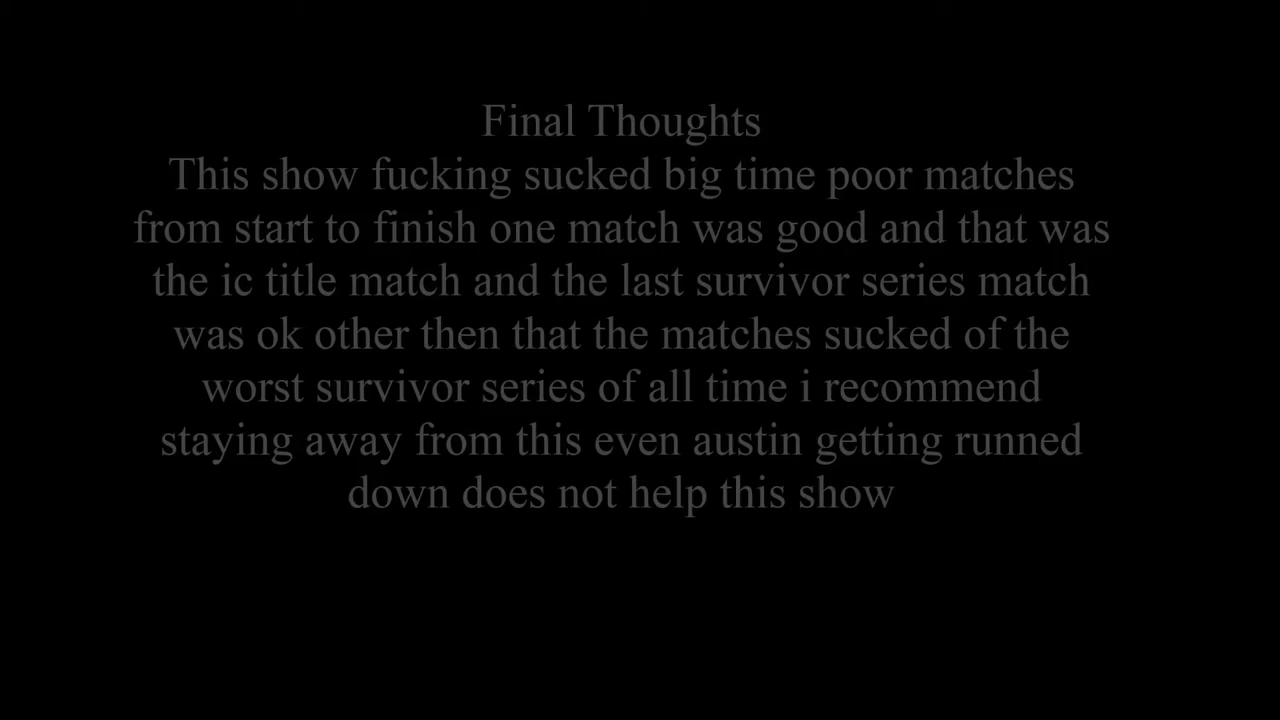 Final Thoughts
This show fucking sucked big time poor matches
from start to finish one match was good and that was
the ic title match and the last survivor series match
was ok other then that the matches sucked of the
worst survivor series of all time i recommend
staying away from this even austin getting runned
down does not help this show